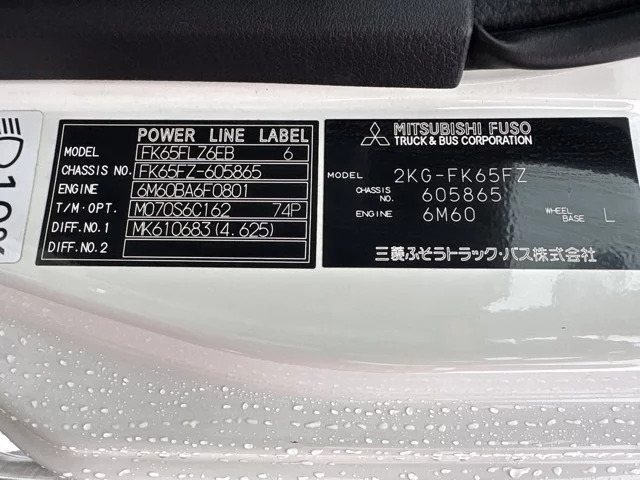 POWER LINE LABEL
MODEL FK65FLZ6EB 6
CHASSIS NO. FK65FZ-605865
ENGINE 6M60BA6F0801
T/M·OPT. M070S6C162 74P
DIFF.NO.1 MK610683(4.625)
DIFF.NO.2
MITSUBISHI FUSO
TRUCK & BUS CORPORATION
MODEL 2KG-FK65FZ
CHASSIS NO. 605865
ENGINE 6M60 WHEEL BASE L
三菱ふそうトラック・バス株式会社